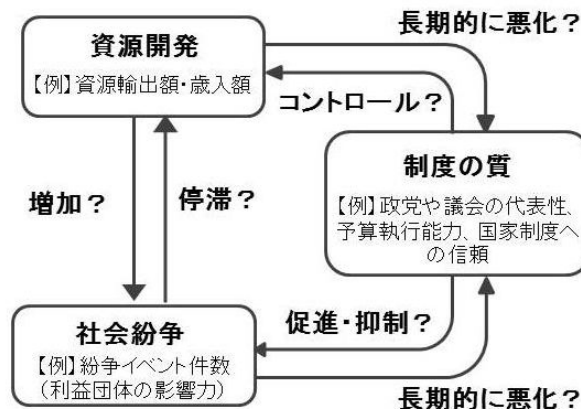 長期的に悪化？
資源開発
【例】資源輸出額・歳入額
コントロール？
制度の質
【例】政党や議会の代表性、
予算執行能力、国家制度へ
の信頼
増加？
停滞？
社会紛争
【例】紛争イベント件数
（利益団体の影響力）
促進・抑制？
長期的に悪化？